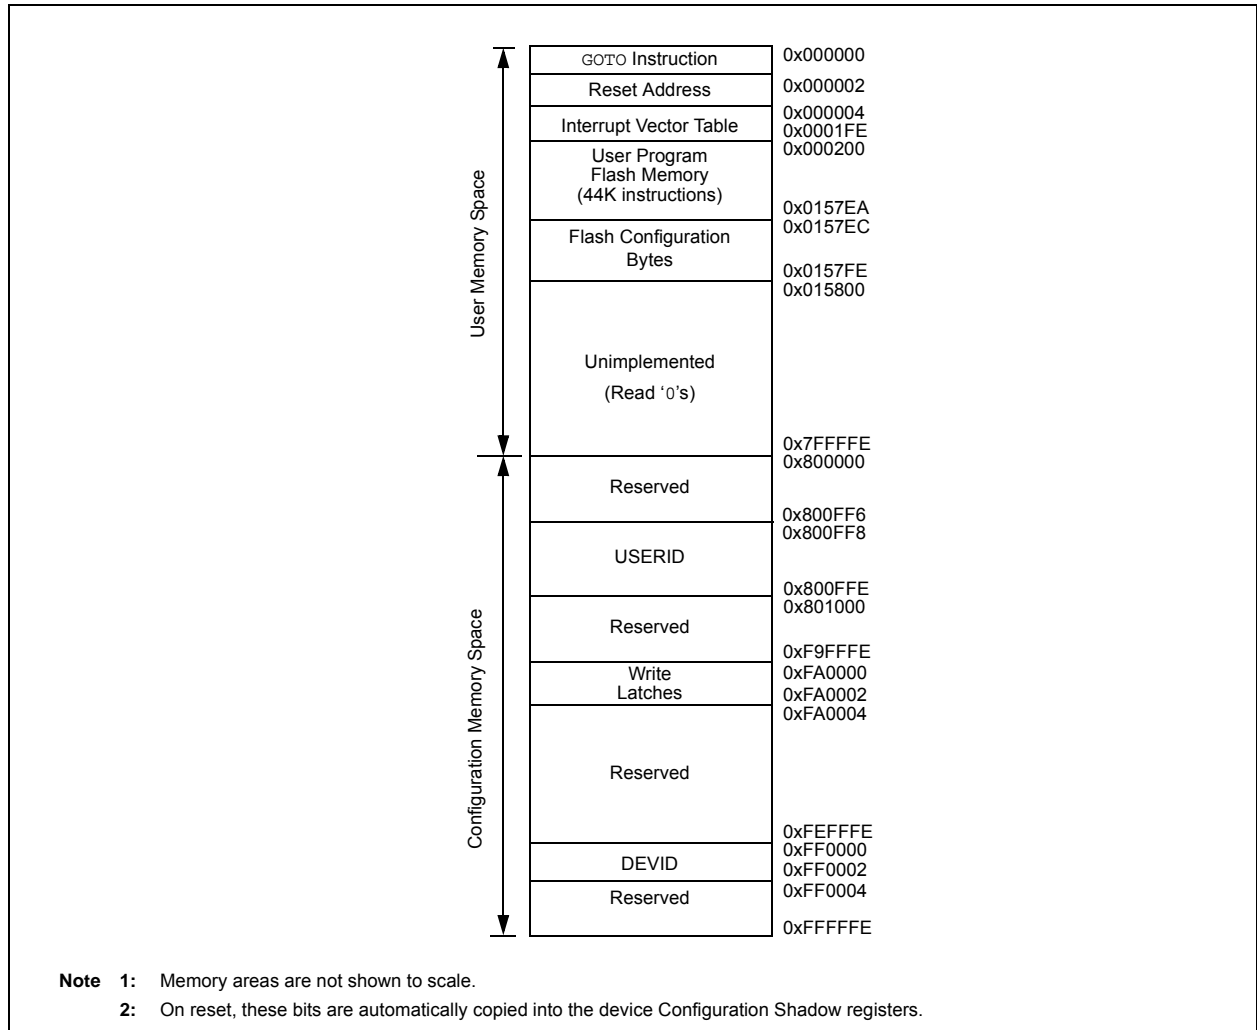 GOTO Instruction 0x000000
Reset Address 0x000002
0x000004
Interrupt Vector Table
0x0001FE
0x000200
User Program
Flash Memory
(44K instructions)
0x0157EA
0x0157EC
Flash Configuration
Bytes
0x0157FE
0x015800
User Memory Space
Unimplemented
(Read ‘0’s)
0x7FFFFE
0x800000
Reserved
0x800FF6
0x800FF8
USERID
0x800FFE
0x801000
Reserved
0xF9FFFE
Write 0xFA0000
Latches 0xFA0002
0xFA0004
Configuration Memory Space
Reserved
0xFEFFFE
0xFF0000
DEVID
0xFF0002
Reserved 0xFF0004
0xFFFFFE
Note 1: Memory areas are not shown to scale.
2: On reset, these bits are automatically copied into the device Configuration Shadow registers.